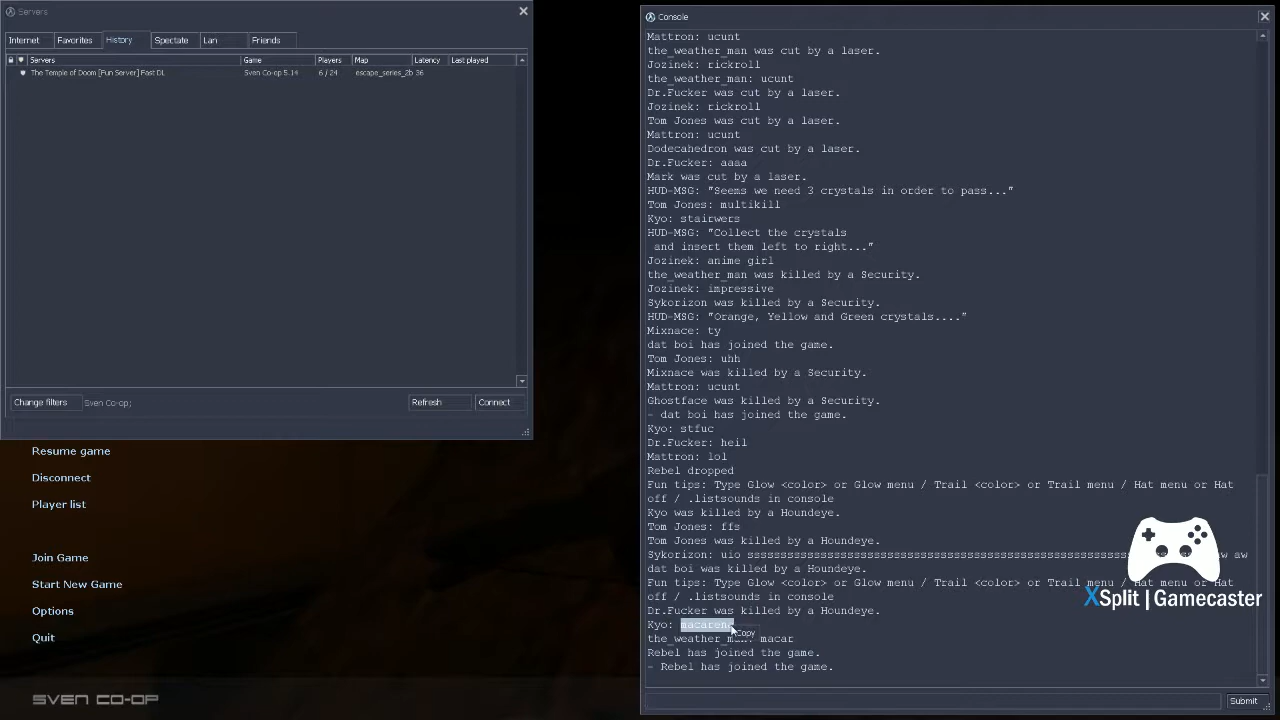 Servers
Internet Favorites History Spectate Lan Friends
Servers Game Players Map Latency Last played
The Temple of Doom [Fun Server] Fast DL Sven Co-op 5.14 6 / 24 escape_series_2b 36
Change filters Sven Co-op; Refresh Connect
Resume game
Disconnect
Player list
Join Game
Start New Game
Options
Quit
SVEN CO-OP
Console
Mattron: ucunt
the_weather_man was cut by a laser.
Jozinek: rickroll
the_weather_man: ucunt
Dr.Fucker was cut by a laser.
Jozinek: rickroll
Tom Jones was cut by a laser.
Mattron: ucunt
Dodecahedron was cut by a laser.
Dr.Fucker: aaaa
Mark was cut by a laser.
HUD-MSG: "Seems we need 3 crystals in order to pass..."
Tom Jones: multikill
Kyo: stairwers
HUD-MSG: "Collect the crystals
and insert them left to right..."
Jozinek: anime girl
the_weather_man was killed by a Security.
Jozinek: impressive
Sykorizon was killed by a Security.
HUD-MSG: "Orange, Yellow and Green crystals...."
Mixnace: ty
dat boi has joined the game.
Tom Jones: uhh
Mixnace was killed by a Security.
Mattron: ucunt
Ghostface was killed by a Security.
- dat boi has joined the game.
Kyo: stfuc
Dr.Fucker: heil
Mattron: lol
Rebel dropped
Fun tips: Type Glow <color> or Glow menu / Trail <color> or Trail menu / Hat menu or Hat
off / .listsounds in console
Kyo was killed by a Houndeye.
Tom Jones: ffs
Tom Jones was killed by a Houndeye.
Sykorizon: uio aw
dat boi was killed by a Houndeye.
Fun tips: Type Glow <color> or Glow menu / Trail <color> or Trail menu / Hat menu or Hat
off / .listsounds in console
Dr.Fucker was killed by a Houndeye.
Kyo: macarena
Copy
the_weather_man: macar
Rebel has joined the game.
- Rebel has joined the game.
Submit
XSplit | Gamecaster